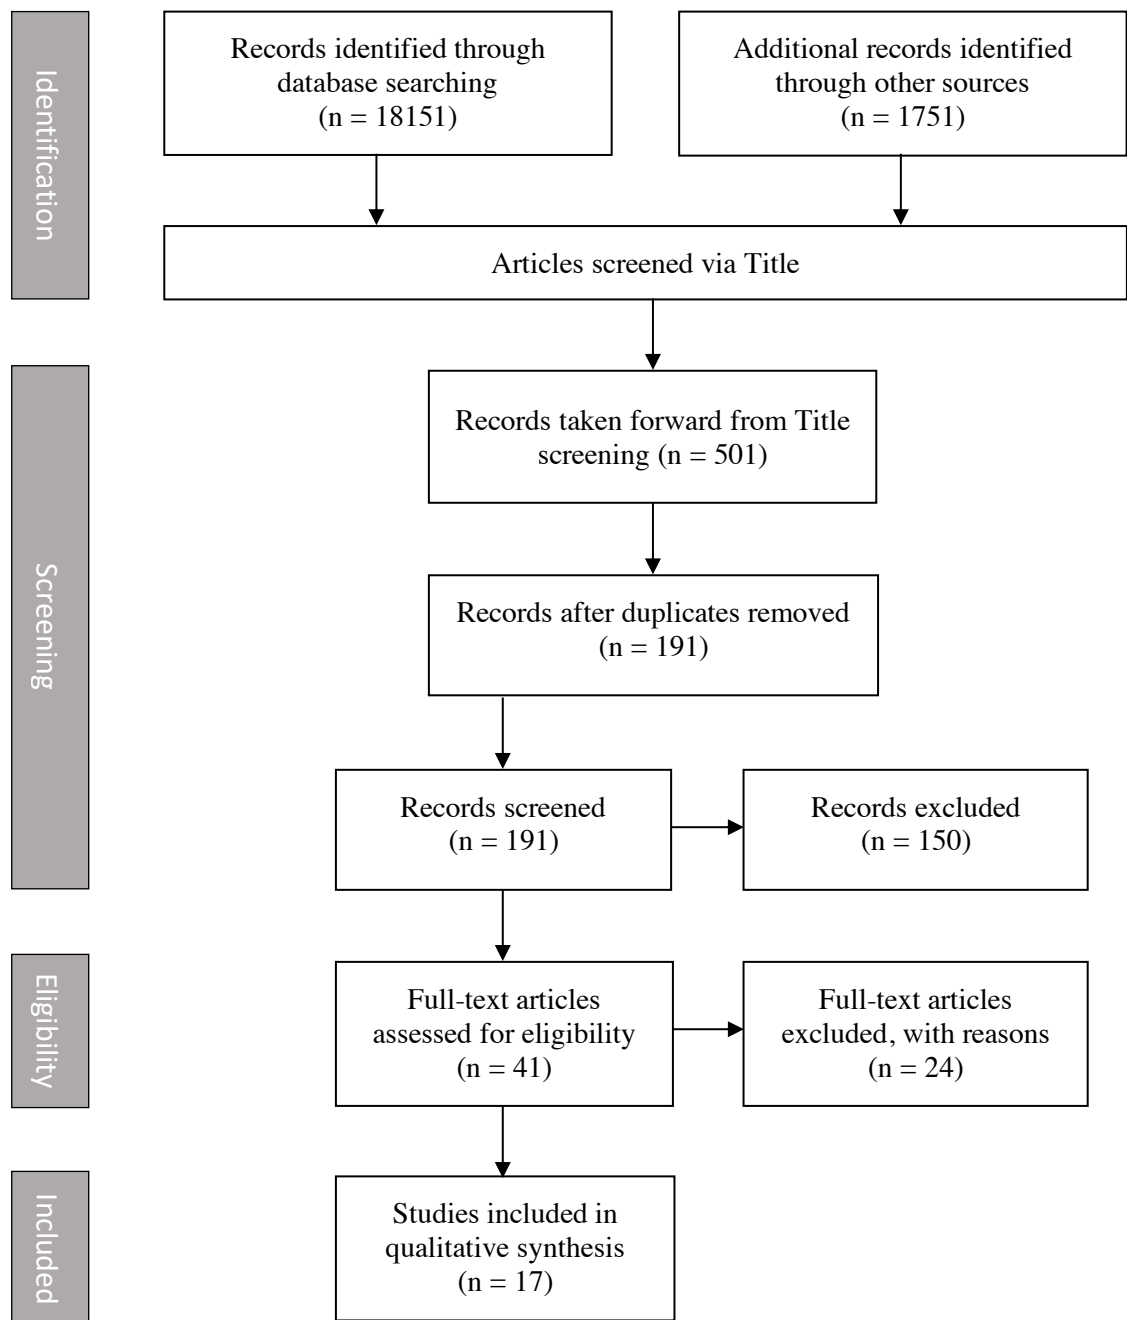 Identification
Records identified through
database searching
(n = 18151)
Additional records identified
through other sources
(n = 1751)
Articles screened via Title
Screening
Records taken forward from Title
screening (n = 501)
Records after duplicates removed
(n = 191)
Records screened
(n = 191)
Records excluded
(n = 150)
Eligibility
Full-text articles
assessed for eligibility
(n = 41)
Full-text articles
excluded, with reasons
(n = 24)
Included
Studies included in
qualitative synthesis
(n = 17)